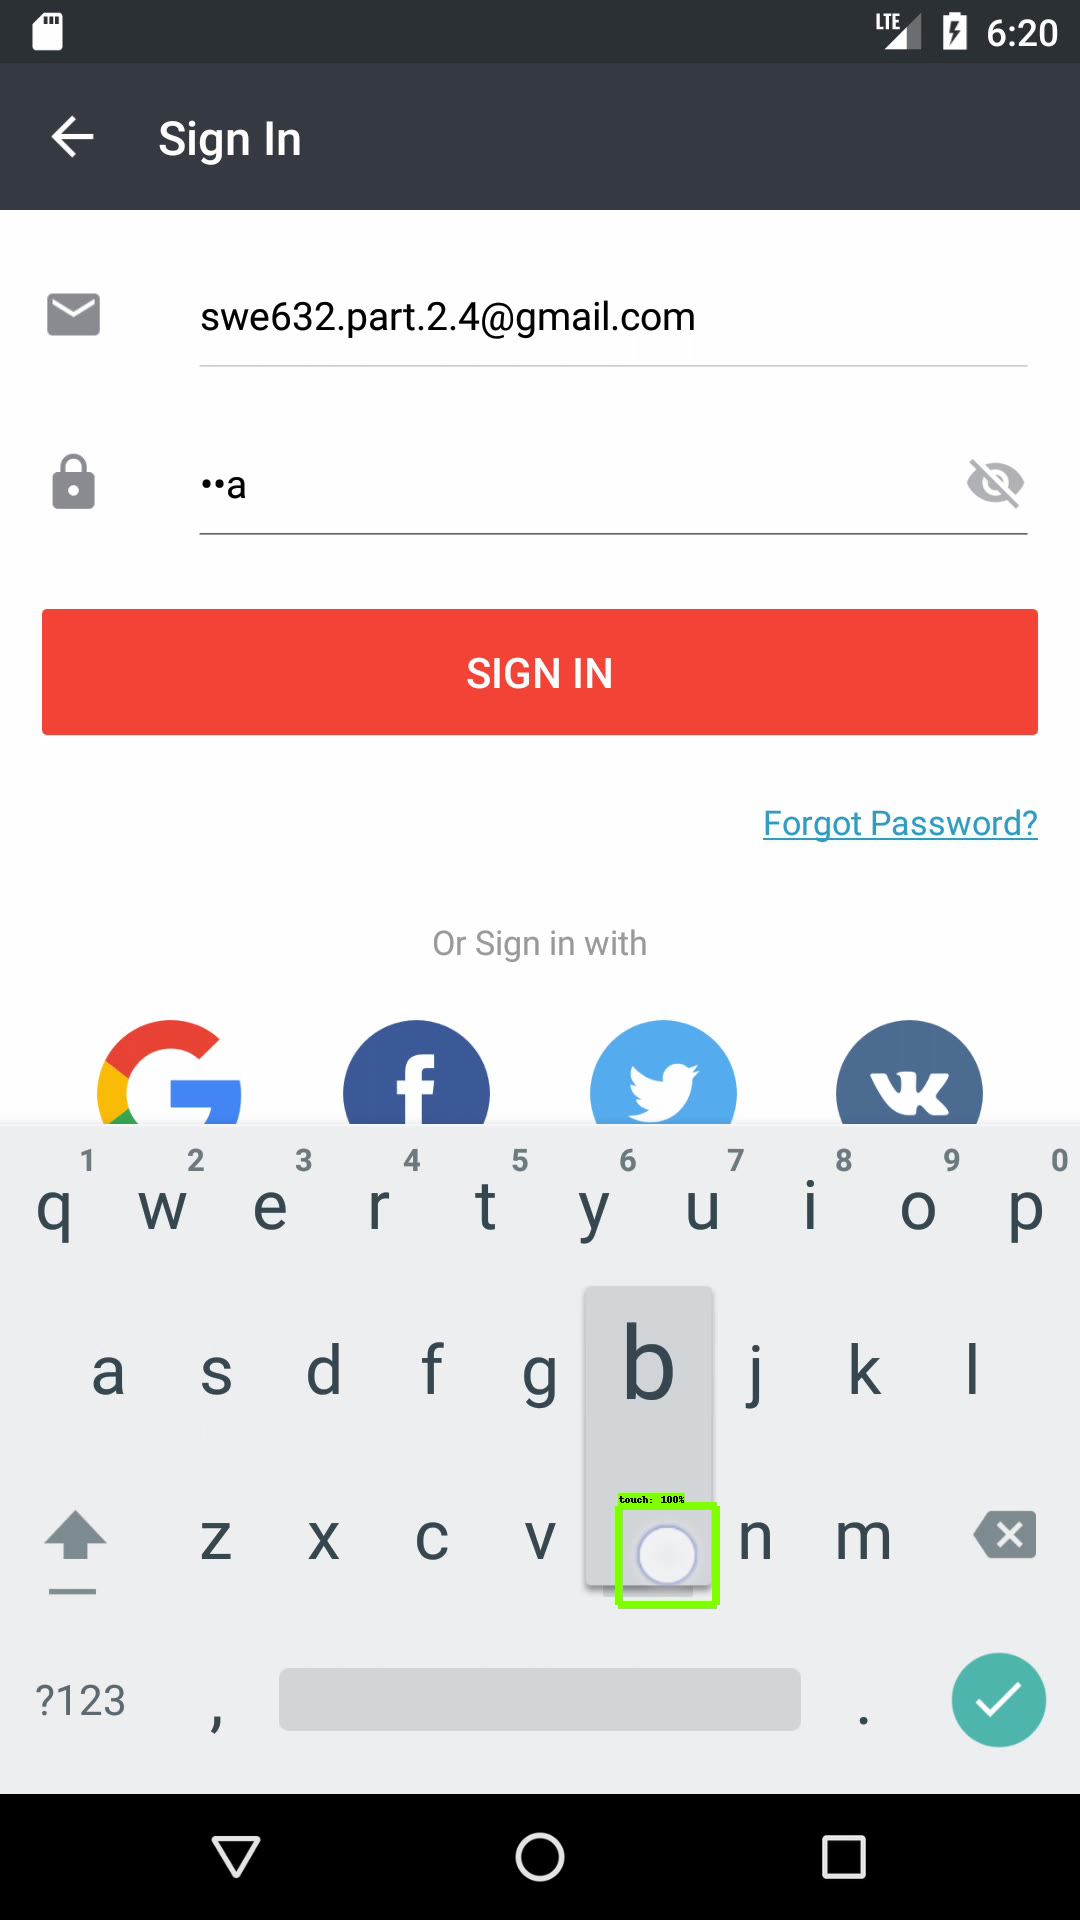 LTE 6:20
Sign In
swe632.part.2.4@gmail.com
••a
SIGN IN
Forgot Password?
Or Sign in with
1 2 3 4 5 6 7 8 9 0
q w e r t y u i o p
a s d f g b j k l
touch: 100%
z x c v n m
?123 , .